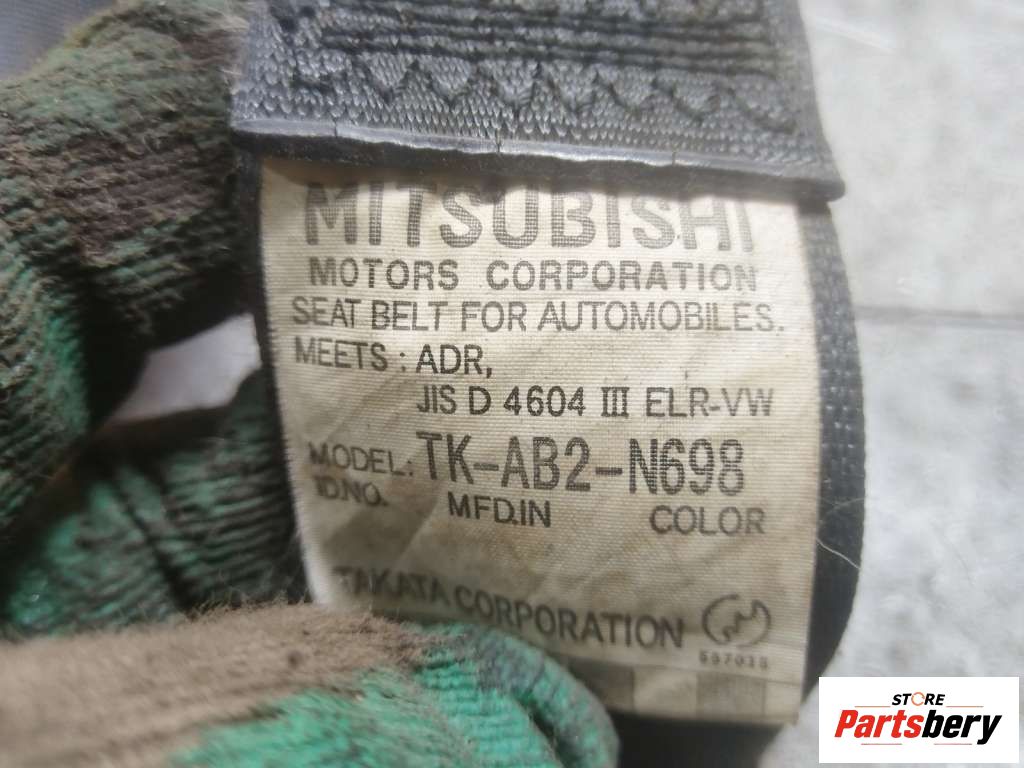 MITSUBISHI
MOTORS CORPORATION
SEAT BELT FOR AUTOMOBILES.
MEETS : ADR,
JIS D 4604 III ELR-VW
MODEL: TK-AB2-N698
ID.NO. MFD.IN COLOR
TAKATA CORPORATION
STORE
Partsbery